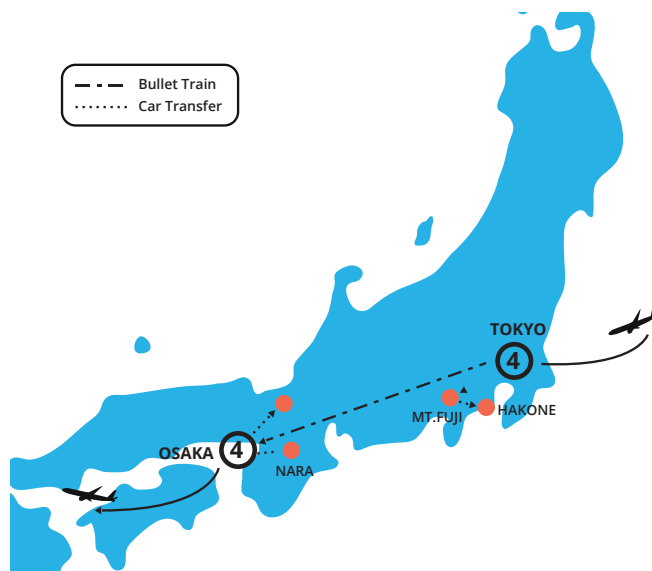 Bullet Train
Car Transfer
TOKYO
4
MT.FUJI
HAKONE
OSAKA
4
NARA